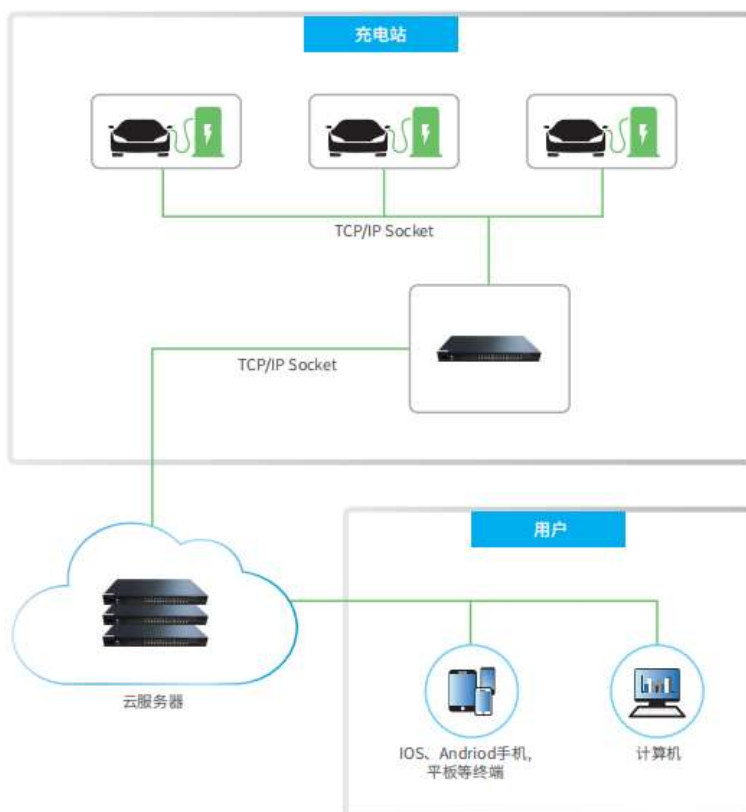 充电站
TCP/IP Socket
TCP/IP Socket
用户
云服务器
IOS、Andriod手机,
平板等终端
计算机